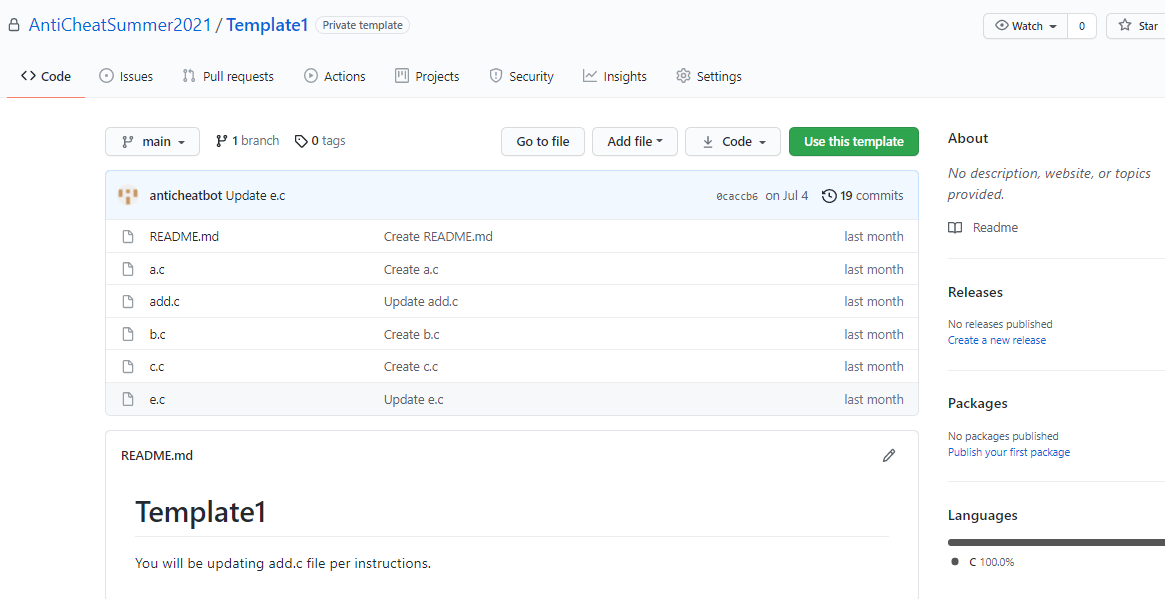 AntiCheatSummer2021 / Template1 Private template
Watch 0 Star
Code Issues Pull requests Actions Projects Security Insights Settings
main 1 branch 0 tags Go to file Add file Code Use this template
anticheatbot Update e.c 0caccb6 on Jul 4 19 commits
README.md Create README.md last month
a.c Create a.c last month
add.c Update add.c last month
b.c Create b.c last month
c.c Create c.c last month
e.c Update e.c last month
README.md
Template1
You will be updating add.c file per instructions.
About
No description, website, or topics
provided.
Readme
Releases
No releases published
Create a new release
Packages
No packages published
Publish your first package
Languages
C 100.0%